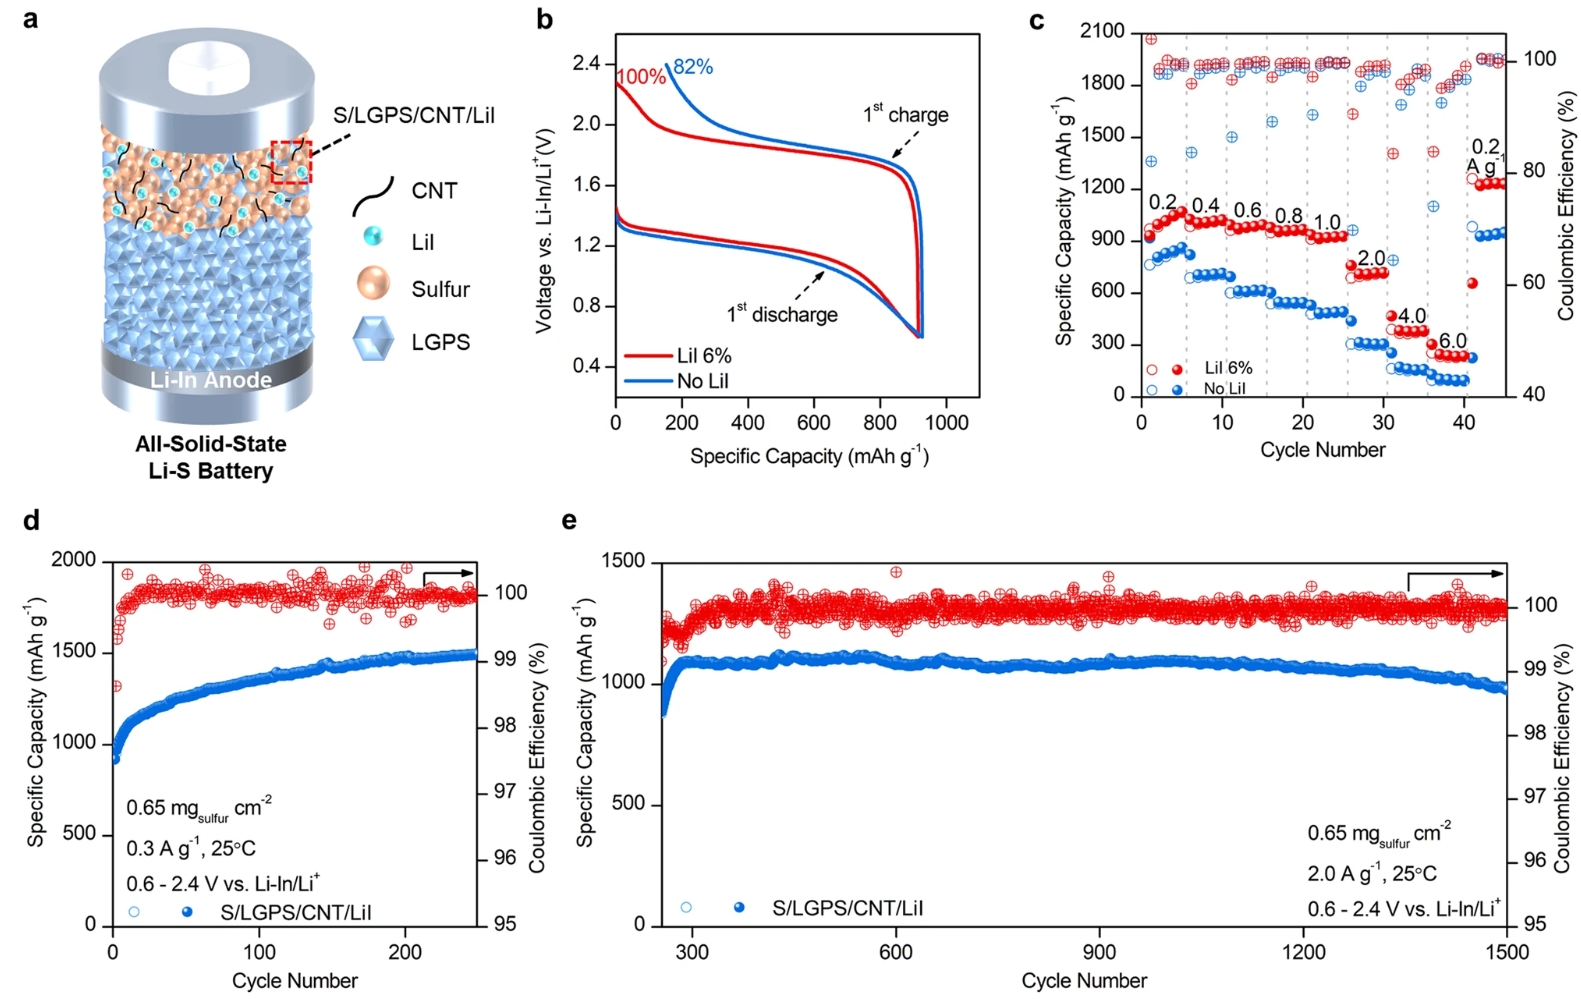 a
S/LGPS/CNT/LiI
CNT
LiI
Sulfur
LGPS
Li-In Anode
All-Solid-State
Li-S Battery
b
Voltage vs. Li-In/Li⁺(V)
2.4
2.0
1.6
1.2
0.8
0.4
100%
82%
1st charge
1st discharge
LiI 6%
No LiI
0 200 400 600 800 1000
Specific Capacity (mAh g⁻¹)
c
Specific Capacity (mAh g⁻¹)
2100
1800
1500
1200
900
600
300
0
0.2
0.4
0.6
0.8
1.0
2.0
4.0
6.0
0.2
A g⁻¹
LiI 6%
No LiI
100
80
60
40
Coulombic Efficiency (%)
0 10 20 30 40
Cycle Number
d
Specific Capacity (mAh g⁻¹)
2000
1500
1000
500
0
0.65 mgsulfur cm⁻²
0.3 A g⁻¹, 25°C
0.6 - 2.4 V vs. Li-In/Li⁺
S/LGPS/CNT/LiI
100
99
98
97
96
95
Coulombic Efficiency (%)
0 100 200
Cycle Number
e
Specific Capacity (mAh g⁻¹)
1500
1000
500
0
0.65 mgsulfur cm⁻²
2.0 A g⁻¹, 25°C
0.6 - 2.4 V vs. Li-In/Li⁺
S/LGPS/CNT/LiI
100
99
98
97
96
95
Coulombic Efficiency (%)
300 600 900 1200 1500
Cycle Number